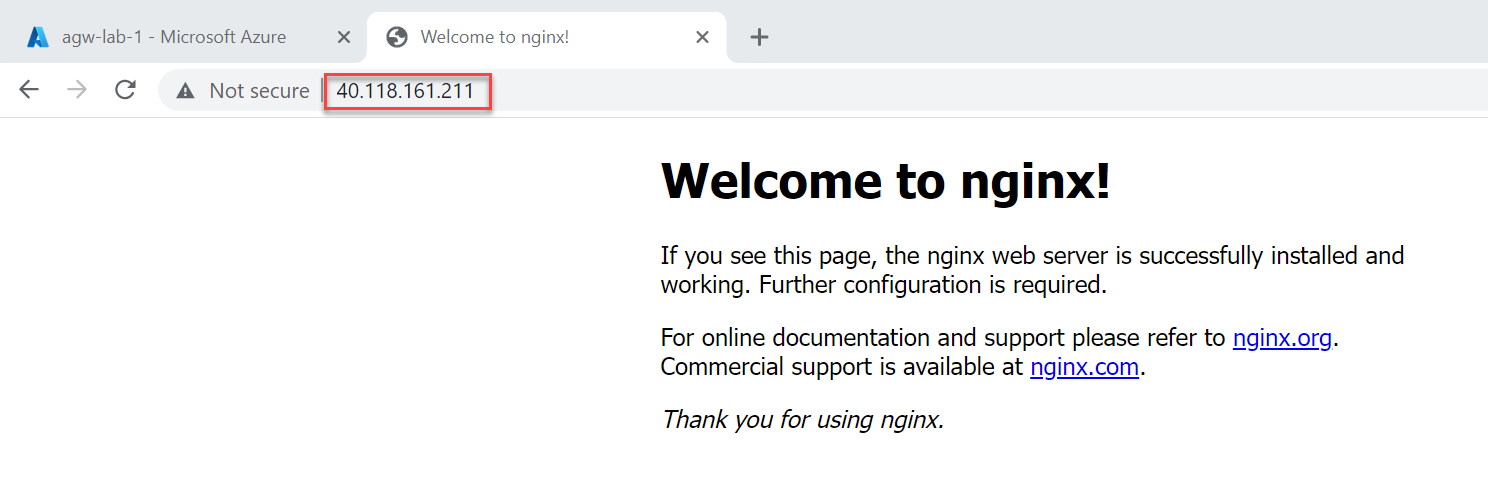 agw-lab-1 - Microsoft Azure
Welcome to nginx!
Not secure
40.118.161.211
Welcome to nginx!
If you see this page, the nginx web server is successfully installed and
working. Further configuration is required.
For online documentation and support please refer to nginx.org.
Commercial support is available at nginx.com.
Thank you for using nginx.